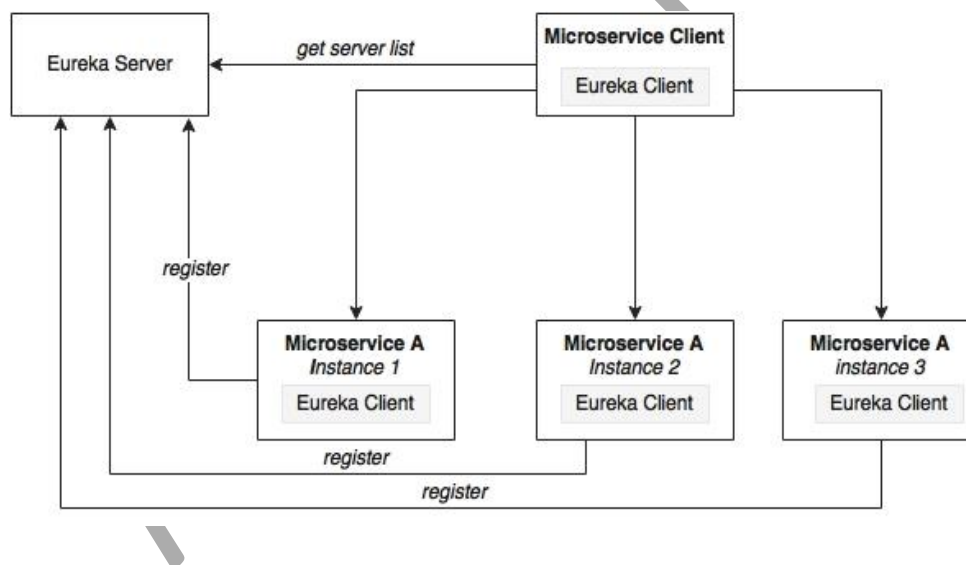 Eureka Server
get server list
Microservice Client
Eureka Client
register
Microservice A
Instance 1
Eureka Client
Microservice A
Instance 2
Eureka Client
Microservice A
instance 3
Eureka Client
register
register